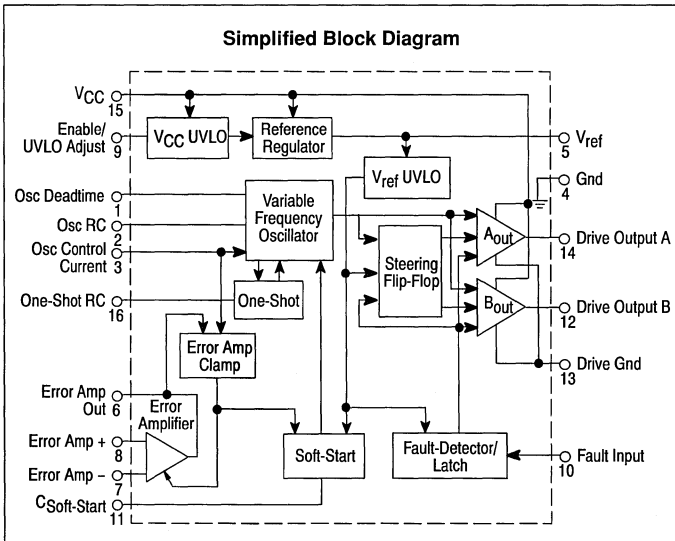 Simplified Block Diagram
VCC
15
Enable/
UVLO Adjust
9
VCC UVLO
Reference
Regulator
Vref
5
Vref UVLO
Gnd
4
Osc Deadtime
1
Osc RC
2
Osc Control
Current
3
Variable
Frequency
Oscillator
Steering
Flip-Flop
Aout
Drive Output A
14
One-Shot RC
16
One-Shot
Bout
Drive Output B
12
Error Amp
Clamp
Drive Gnd
13
Error Amp
Out
6
Error
Amplifier
Error Amp +
8
Error Amp –
7
Soft-Start
Fault-Detector/
Latch
Fault Input
10
CSoft-Start
11